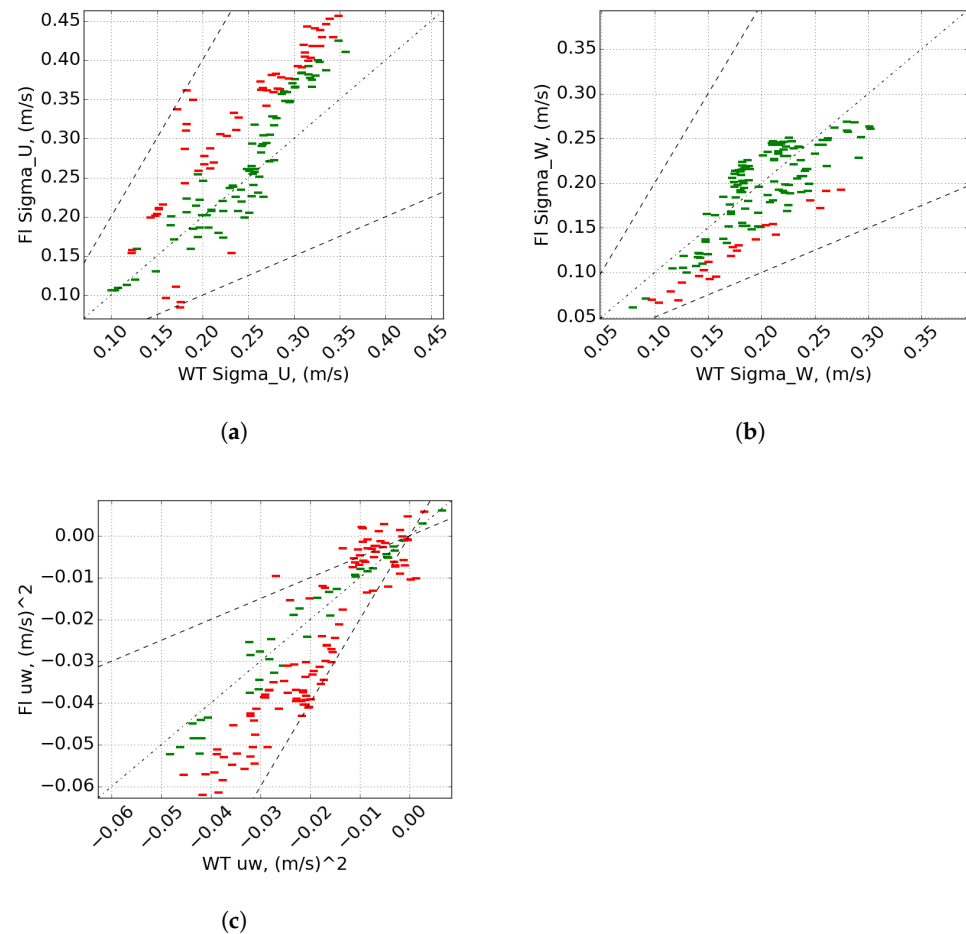 0.45
0.40
0.35
0.30
0.25
0.20
0.15
0.10
FI Sigma_U, (m/s)
0.10 0.15 0.20 0.25 0.30 0.35 0.40 0.45
WT Sigma_U, (m/s)
(a)
0.35
0.30
0.25
0.20
0.15
0.10
0.05
FI Sigma_W, (m/s)
0.05 0.10 0.15 0.20 0.25 0.30 0.35
WT Sigma_W, (m/s)
(b)
0.00
−0.01
−0.02
−0.03
−0.04
−0.05
−0.06
FI uw, (m/s)^2
−0.06 −0.05 −0.04 −0.03 −0.02 −0.01 0.00
WT uw, (m/s)^2
(c)